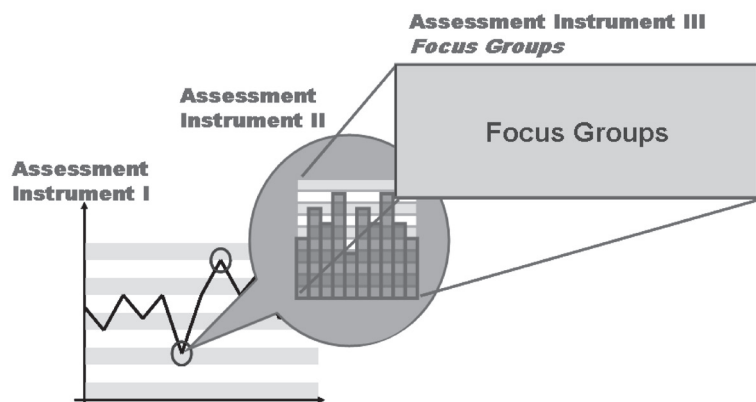 Assessment Instrument III
Focus Groups
Assessment
Instrument II
Focus Groups
Assessment
Instrument I